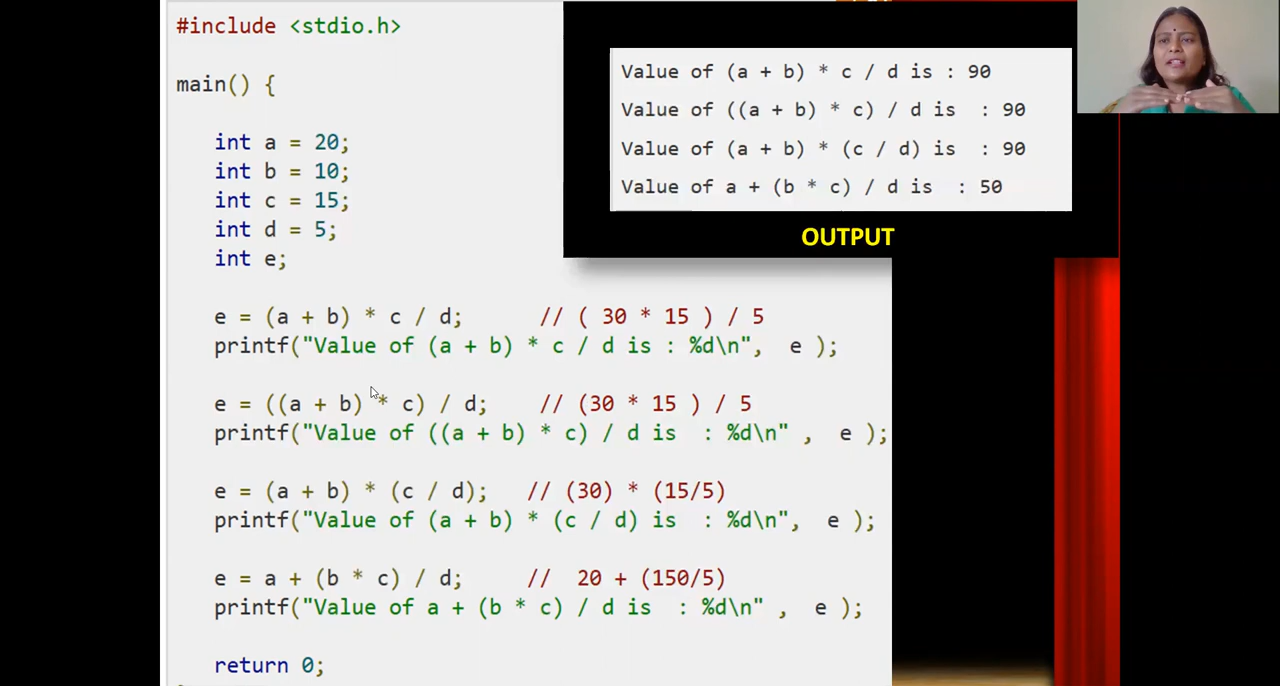 #include <stdio.h>
main() {
int a = 20;
int b = 10;
int c = 15;
int d = 5;
int e;
e = (a + b) * c / d;      // ( 30 * 15 ) / 5
printf("Value of (a + b) * c / d is : %d\n",  e );
e = ((a + b) * c) / d;    // (30 * 15 ) / 5
printf("Value of ((a + b) * c) / d is  : %d\n" ,  e );
e = (a + b) * (c / d);   // (30) * (15/5)
printf("Value of (a + b) * (c / d) is  : %d\n",  e );
e = a + (b * c) / d;     //  20 + (150/5)
printf("Value of a + (b * c) / d is  : %d\n" ,  e );
return 0;
Value of (a + b) * c / d is : 90
Value of ((a + b) * c) / d is  : 90
Value of (a + b) * (c / d) is  : 90
Value of a + (b * c) / d is  : 50
OUTPUT